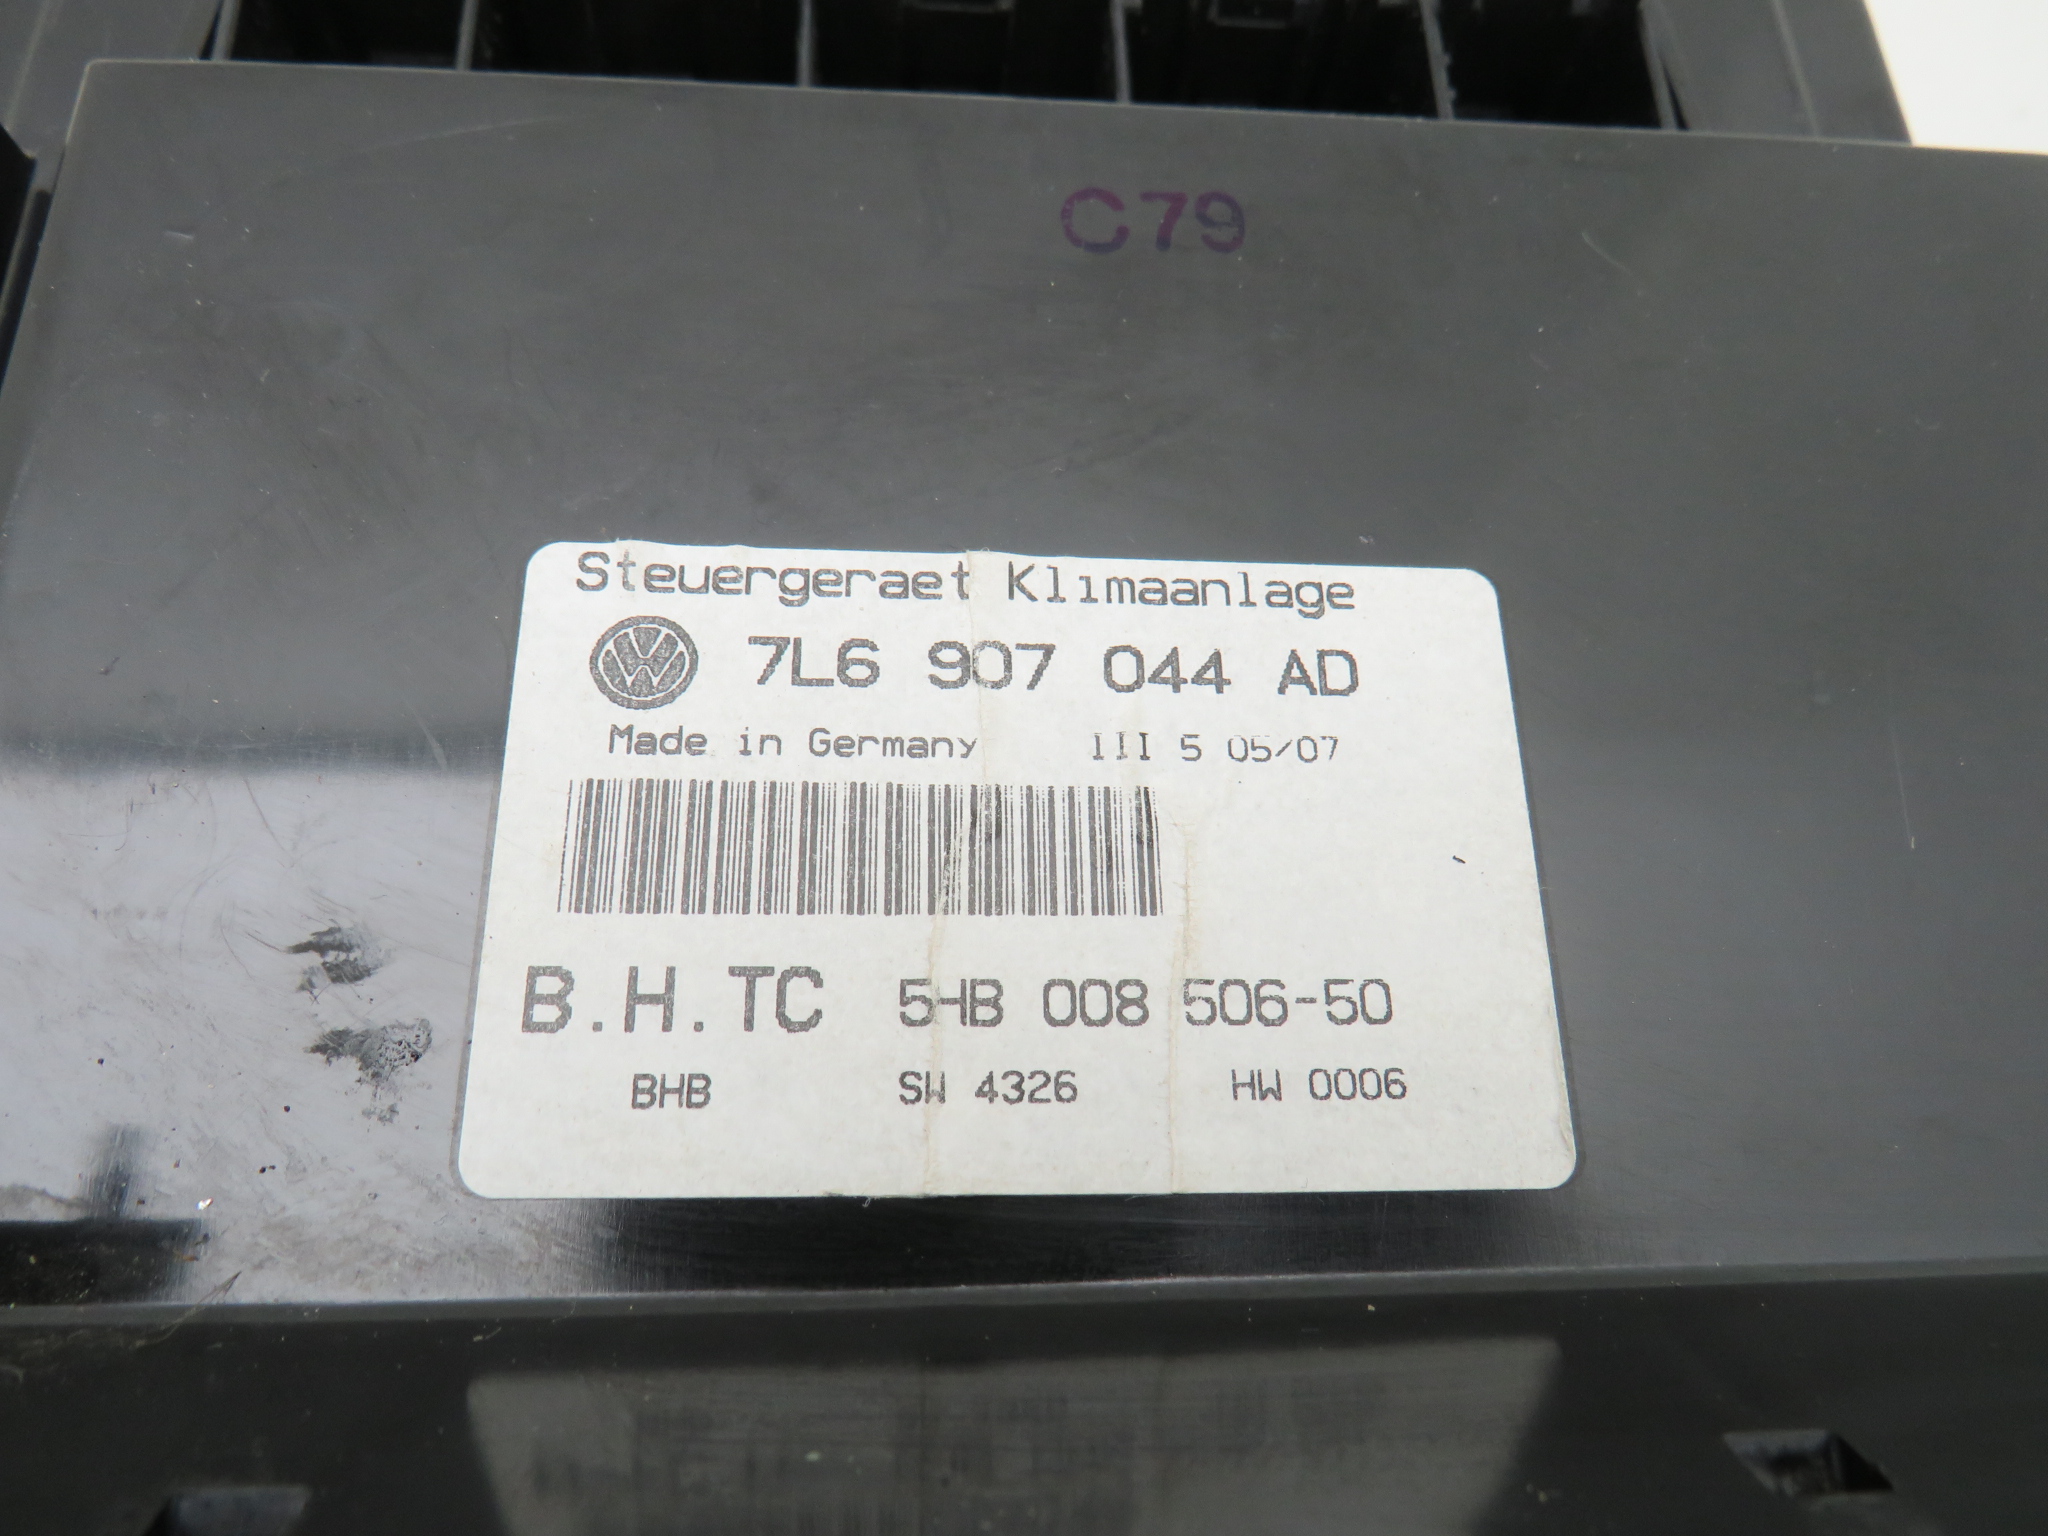 C79
Steuergeraet Klimaanlage
7L6 907 044 AD
Made in Germany 111 5 05/07
B.H.TC 5HB 008 506-50
BHB SW 4326 HW 0006